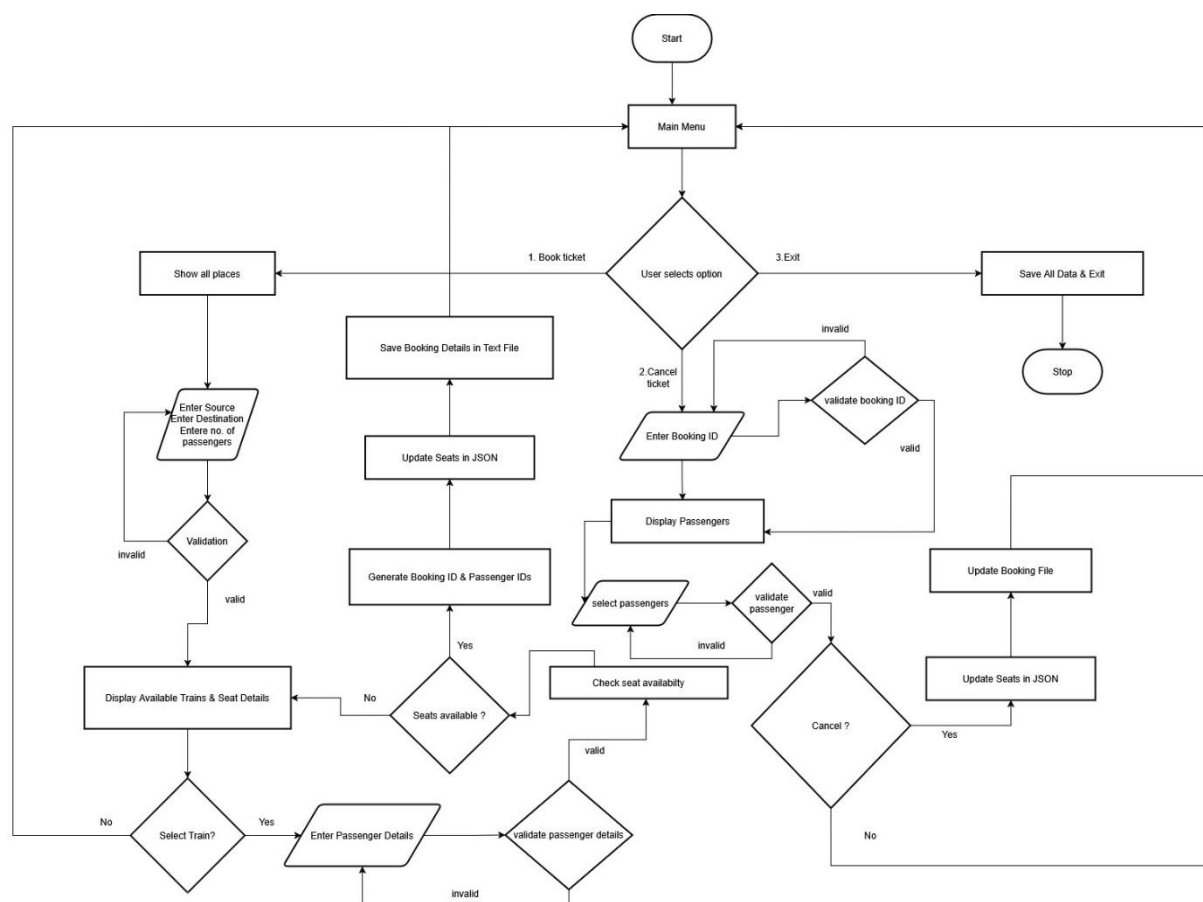 Start
Main Menu
User selects option
1. Book ticket
3.Exit
2.Cancel
ticket
Show all places
Save All Data & Exit
Stop
Save Booking Details in Text File
invalid
validate booking ID
valid
Enter Source
Enter Destination
Entere no. of
passengers
Enter Booking ID
Update Seats in JSON
Display Passengers
Validation
invalid
valid
Generate Booking ID & Passenger IDs
Update Booking File
select passengers
validate
passenger
valid
invalid
Yes
Display Available Trains & Seat Details
No
Seats available ?
Check seat availabilty
Update Seats in JSON
Cancel ?
Yes
valid
No
Select Train?
Yes
Enter Passenger Details
validate passenger details
No
invalid